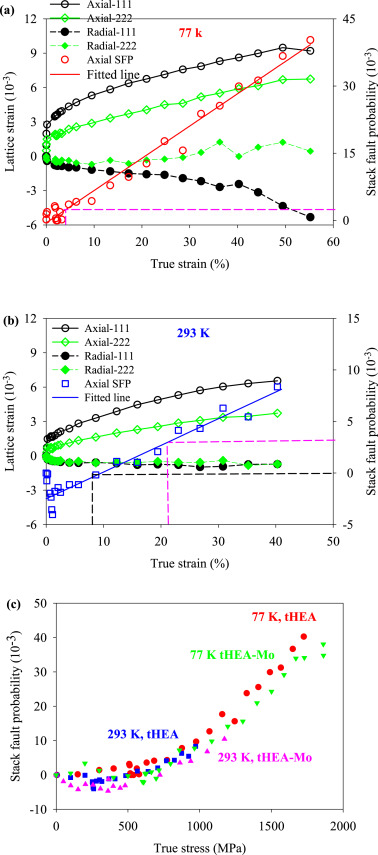 (a)
Axial-111
Axial-222
Radial-111
Radial-222
Axial SFP
Fitted line
77 k
12
9
6
3
0
-3
-6
45
30
15
0
0 10 20 30 40 50 60
Lattice strain (10⁻³)
Stack fault probability (10⁻³)
True strain (%)
(b)
Axial-111
Axial-222
Radial-111
Radial-222
Axial SFP
Fitted line
293 K
12
9
6
3
0
-3
-6
15
10
5
0
-5
0 10 20 30 40 50
Lattice strain (10⁻³)
Stack fault probability (10⁻³)
True strain (%)
(c)
77 K, tHEA
77 K tHEA-Mo
293 K, tHEA
293 K, tHEA-Mo
50
40
30
20
10
0
-10
0 500 1000 1500 2000
Stack fault probability (10⁻³)
True stress (MPa)